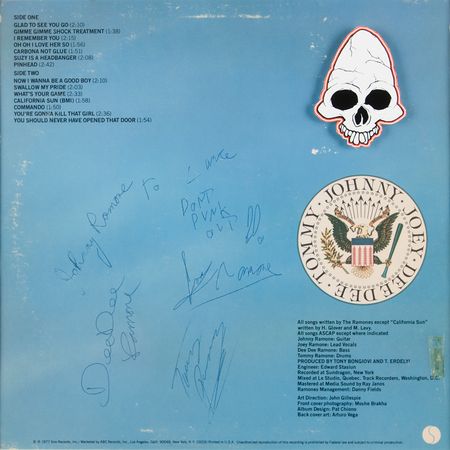 SIDE ONE
GLAD TO SEE YOU GO (2:10)
GIMME GIMME SHOCK TREATMENT (1:38)
I REMEMBER YOU (2:15)
OH OH I LOVE HER SO (1:56)
CARBONA NOT GLUE (1:51)
SUZY IS A HEADBANGER (2:08)
PINHEAD (2:42)
SIDE TWO
NOW I WANNA BE A GOOD BOY (2:10)
SWALLOW MY PRIDE (2:03)
WHAT'S YOUR GAME (2:33)
CALIFORNIA SUN (BMI) (1:58)
COMMANDO (1:50)
YOU'RE GONNA KILL THAT GIRL (2:36)
YOU SHOULD NEVER HAVE OPENED THAT DOOR (1:54)
TOMMY JOHNNY JOEY DEE DEE
Johnny Ramone
To
DONT
PUNK
OUT
Joey Ramone
DeeDee
Ramone
Tommy
Ramone
All songs written by The Ramones except "California Sun"
written by H. Glover and M. Levy.
All songs ASCAP except where indicated
Johnny Ramone: Guitar
Joey Ramone: Lead Vocals
Dee Dee Ramone: Bass
Tommy Ramone: Drums
Produced by TONY BONGIOVI and T. ERDELYI
Engineer: Edward Stasiun
Recorded at Sundragon, New York
Mixed at Le Studio, Quebec. Track Recorders, Washington, D.C.
Mastered at Media Sound by Ray Janos
Ramones Management: Danny Fields
Art Direction: John Gillespie
Front cover photography: Moshe Brakha
Album Design: Pat Chiono
Back cover art: Arturo Vega
S